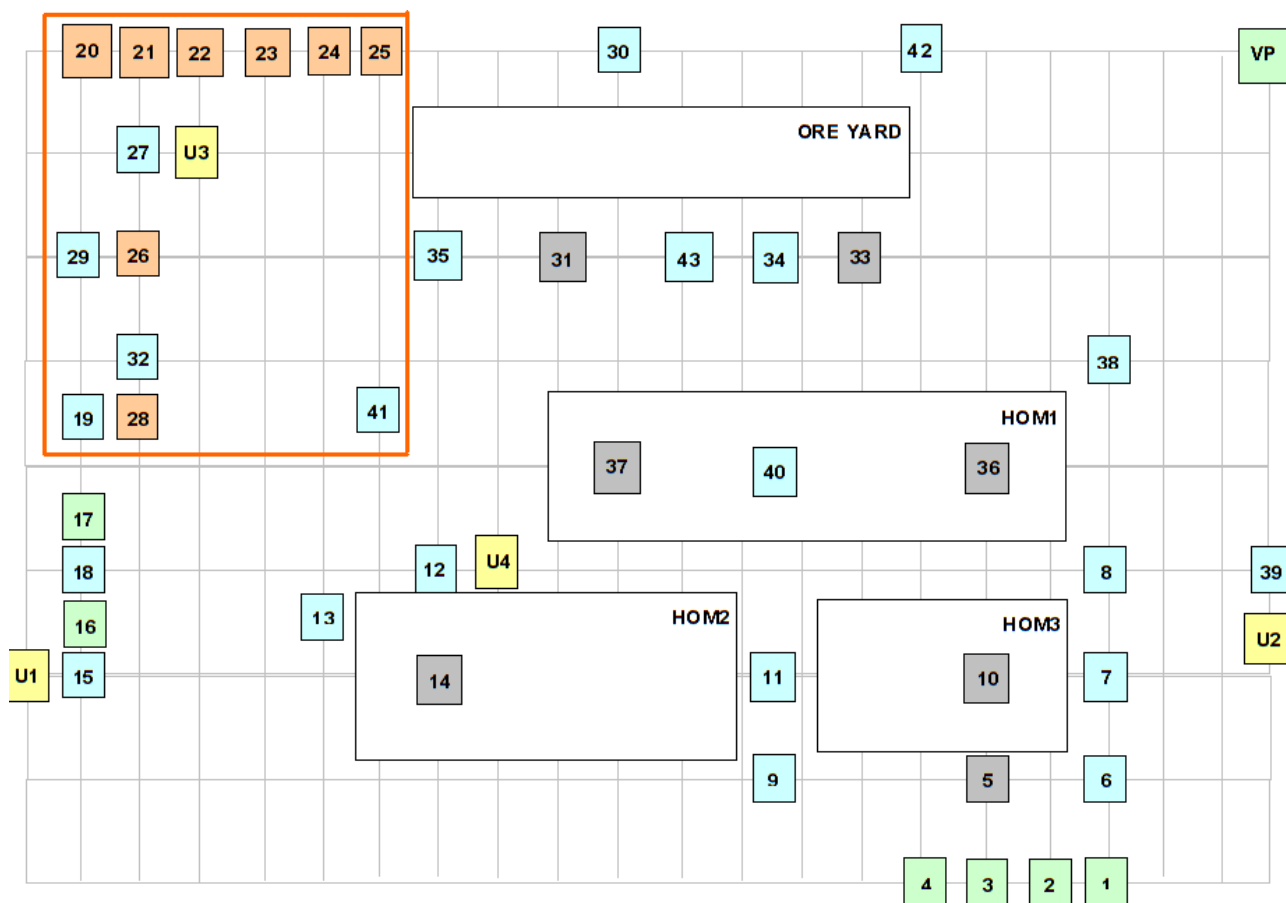 20 21 22 23 24 25 30 42 VP
ORE YARD
27 U3
29 26 35 31 43 34 33
32 38
19 28 41 HOM1
37 40 36
17
18 12 U4 8 39
16 13 HOM2 HOM3 U2
U1 15 14 11 10 7
9 5 6
4 3 2 1